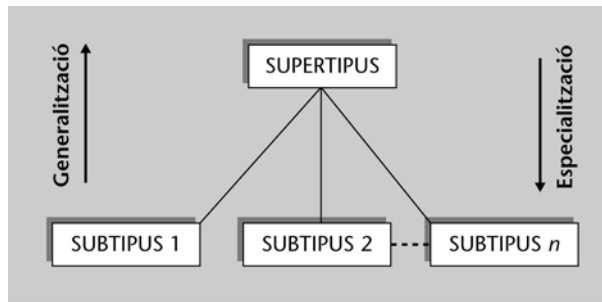 Generalització
SUPERTIPUS
Especialització
SUBTIPUS 1
SUBTIPUS 2
SUBTIPUS n